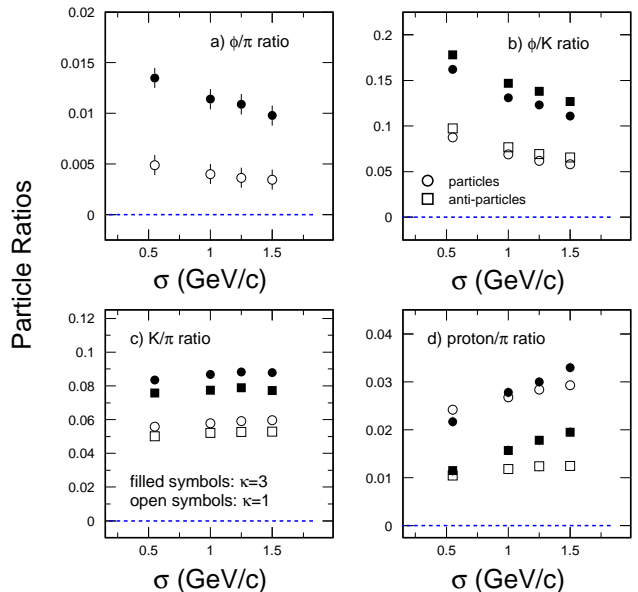 Particle Ratios
a) ϕ/π ratio
0.02
0.015
0.01
0.005
0
0.5
1
1.5
σ (GeV/c)
b) ϕ/K ratio
0.2
0.15
0.1
0.05
0
particles
anti-particles
0.5
1
1.5
σ (GeV/c)
c) K/π ratio
0.12
0.1
0.08
0.06
0.04
0.02
0
filled symbols: κ=3
open symbols: κ=1
0.5
1
1.5
σ (GeV/c)
d) proton/π ratio
0.04
0.03
0.02
0.01
0
0.5
1
1.5
σ (GeV/c)